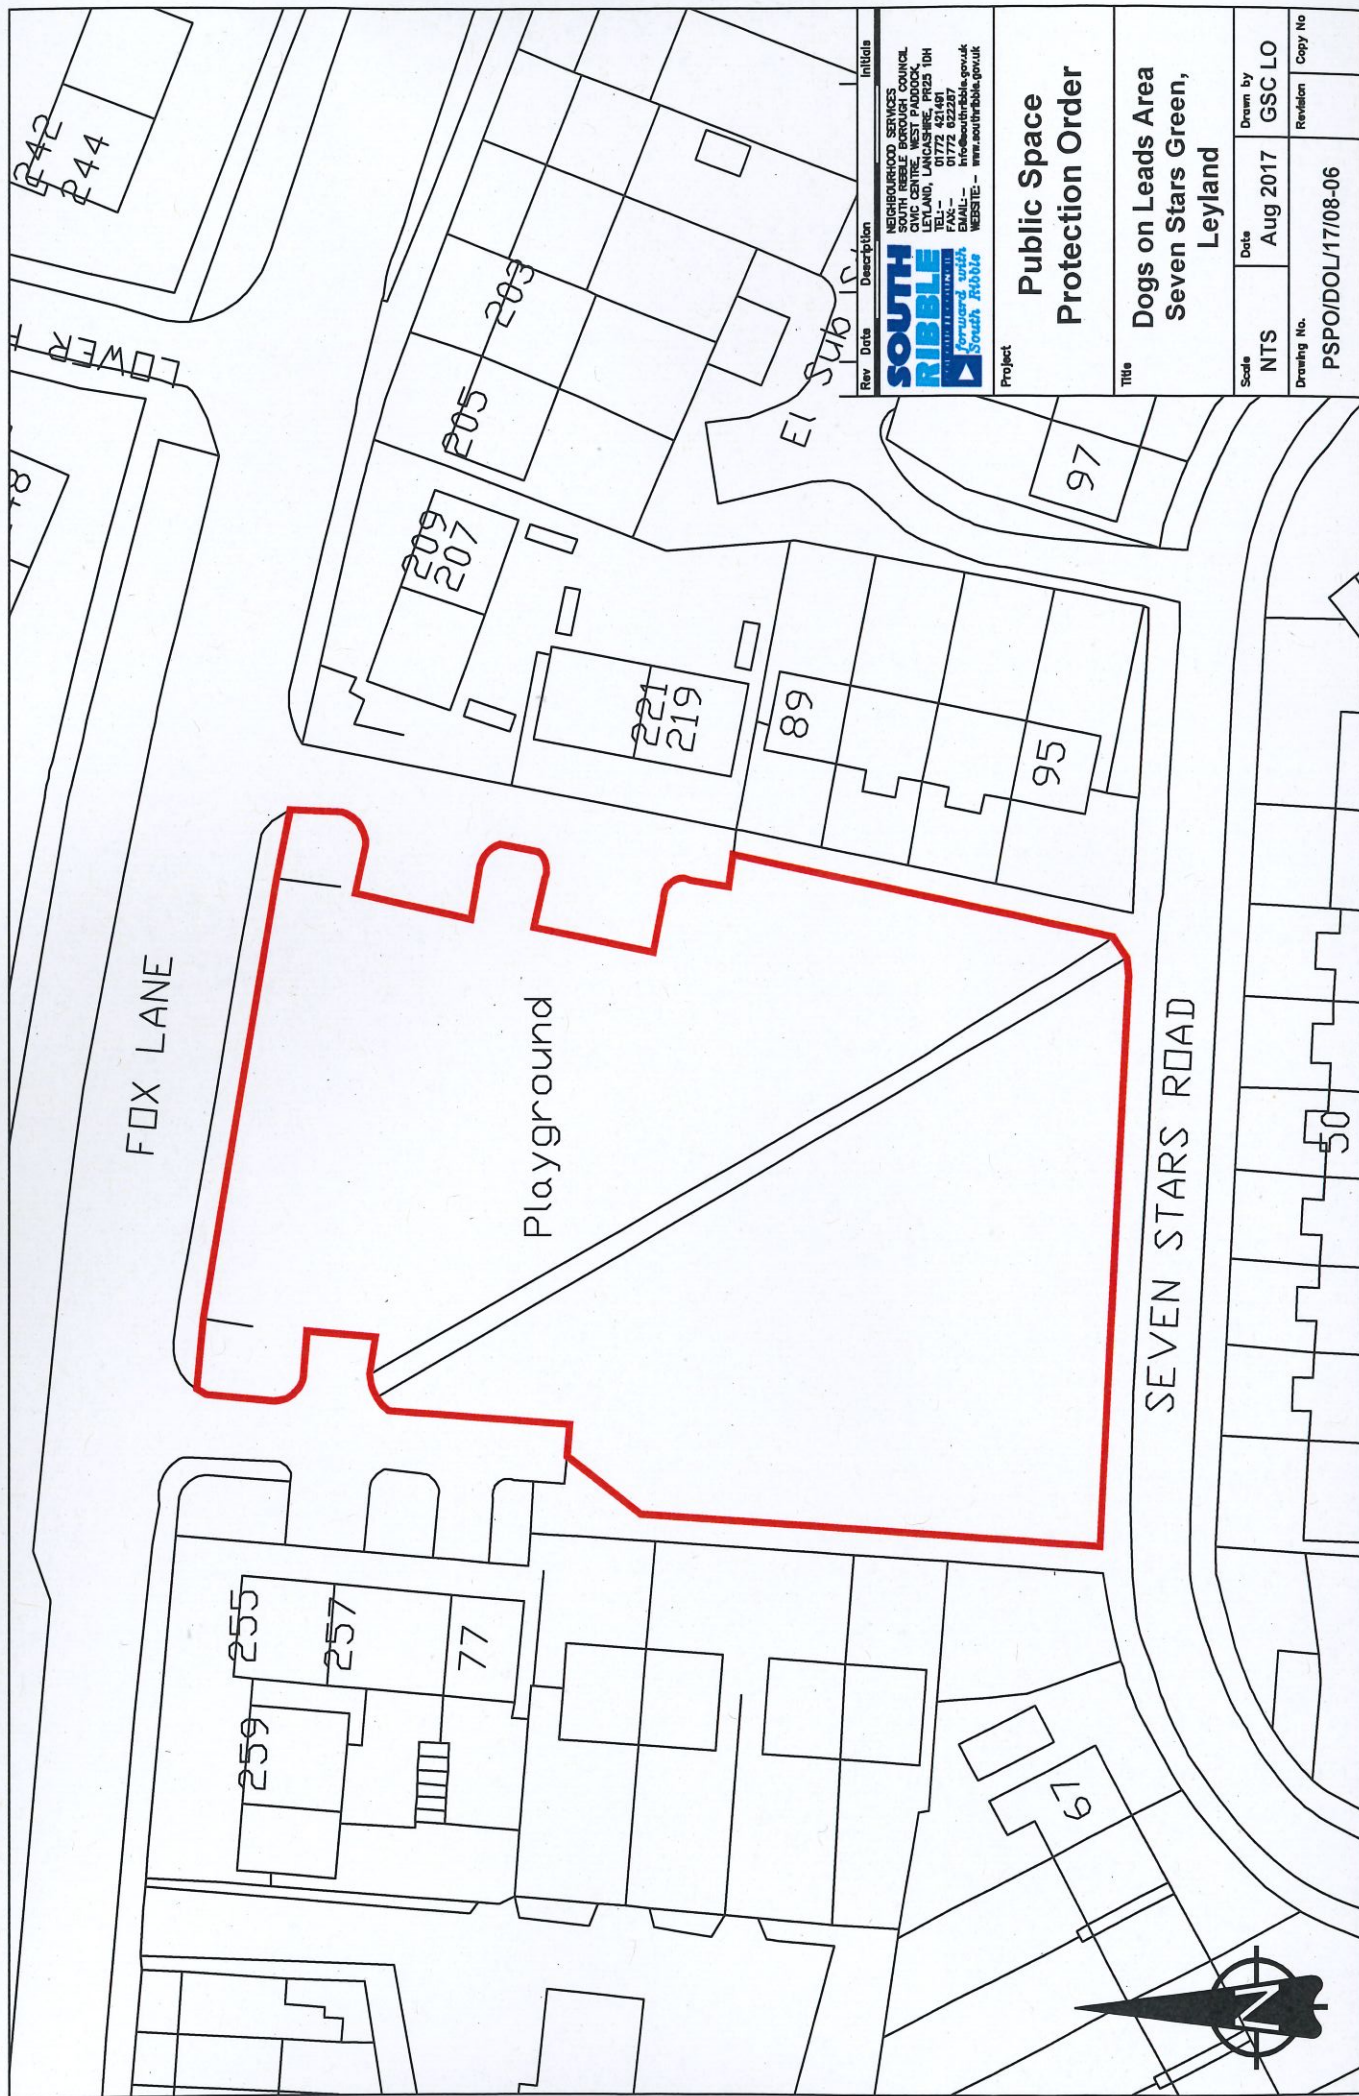 242
244
LOWER
FOX LANE
203
205
209
207
221
219
89
95
97
Playground
255
257
259
77
67
SEVEN STARS ROAD
50
El Sub
N
Rev Date Description Initials
SOUTH
RIBBLE
forward with
South Ribble
NEIGHBOURHOOD SERVICES
SOUTH RIBBLE BOROUGH COUNCIL
CIVIC CENTRE, WEST PADDOCK,
LEYLAND, LANCASHIRE, PR25 1DH
TEL:- 01772 421491
FAX:- 01772 622287
EMAIL:- info@southribble.gov.uk
WEBSITE:- www.southribble.gov.uk
Project
Public Space
Protection Order
Title
Dogs on Leads Area
Seven Stars Green,
Leyland
Scale
NTS
Date
Aug 2017
Drawn by
GSC LO
Drawing No.
PSPO/DOL/17/08-06
Revision
Copy No